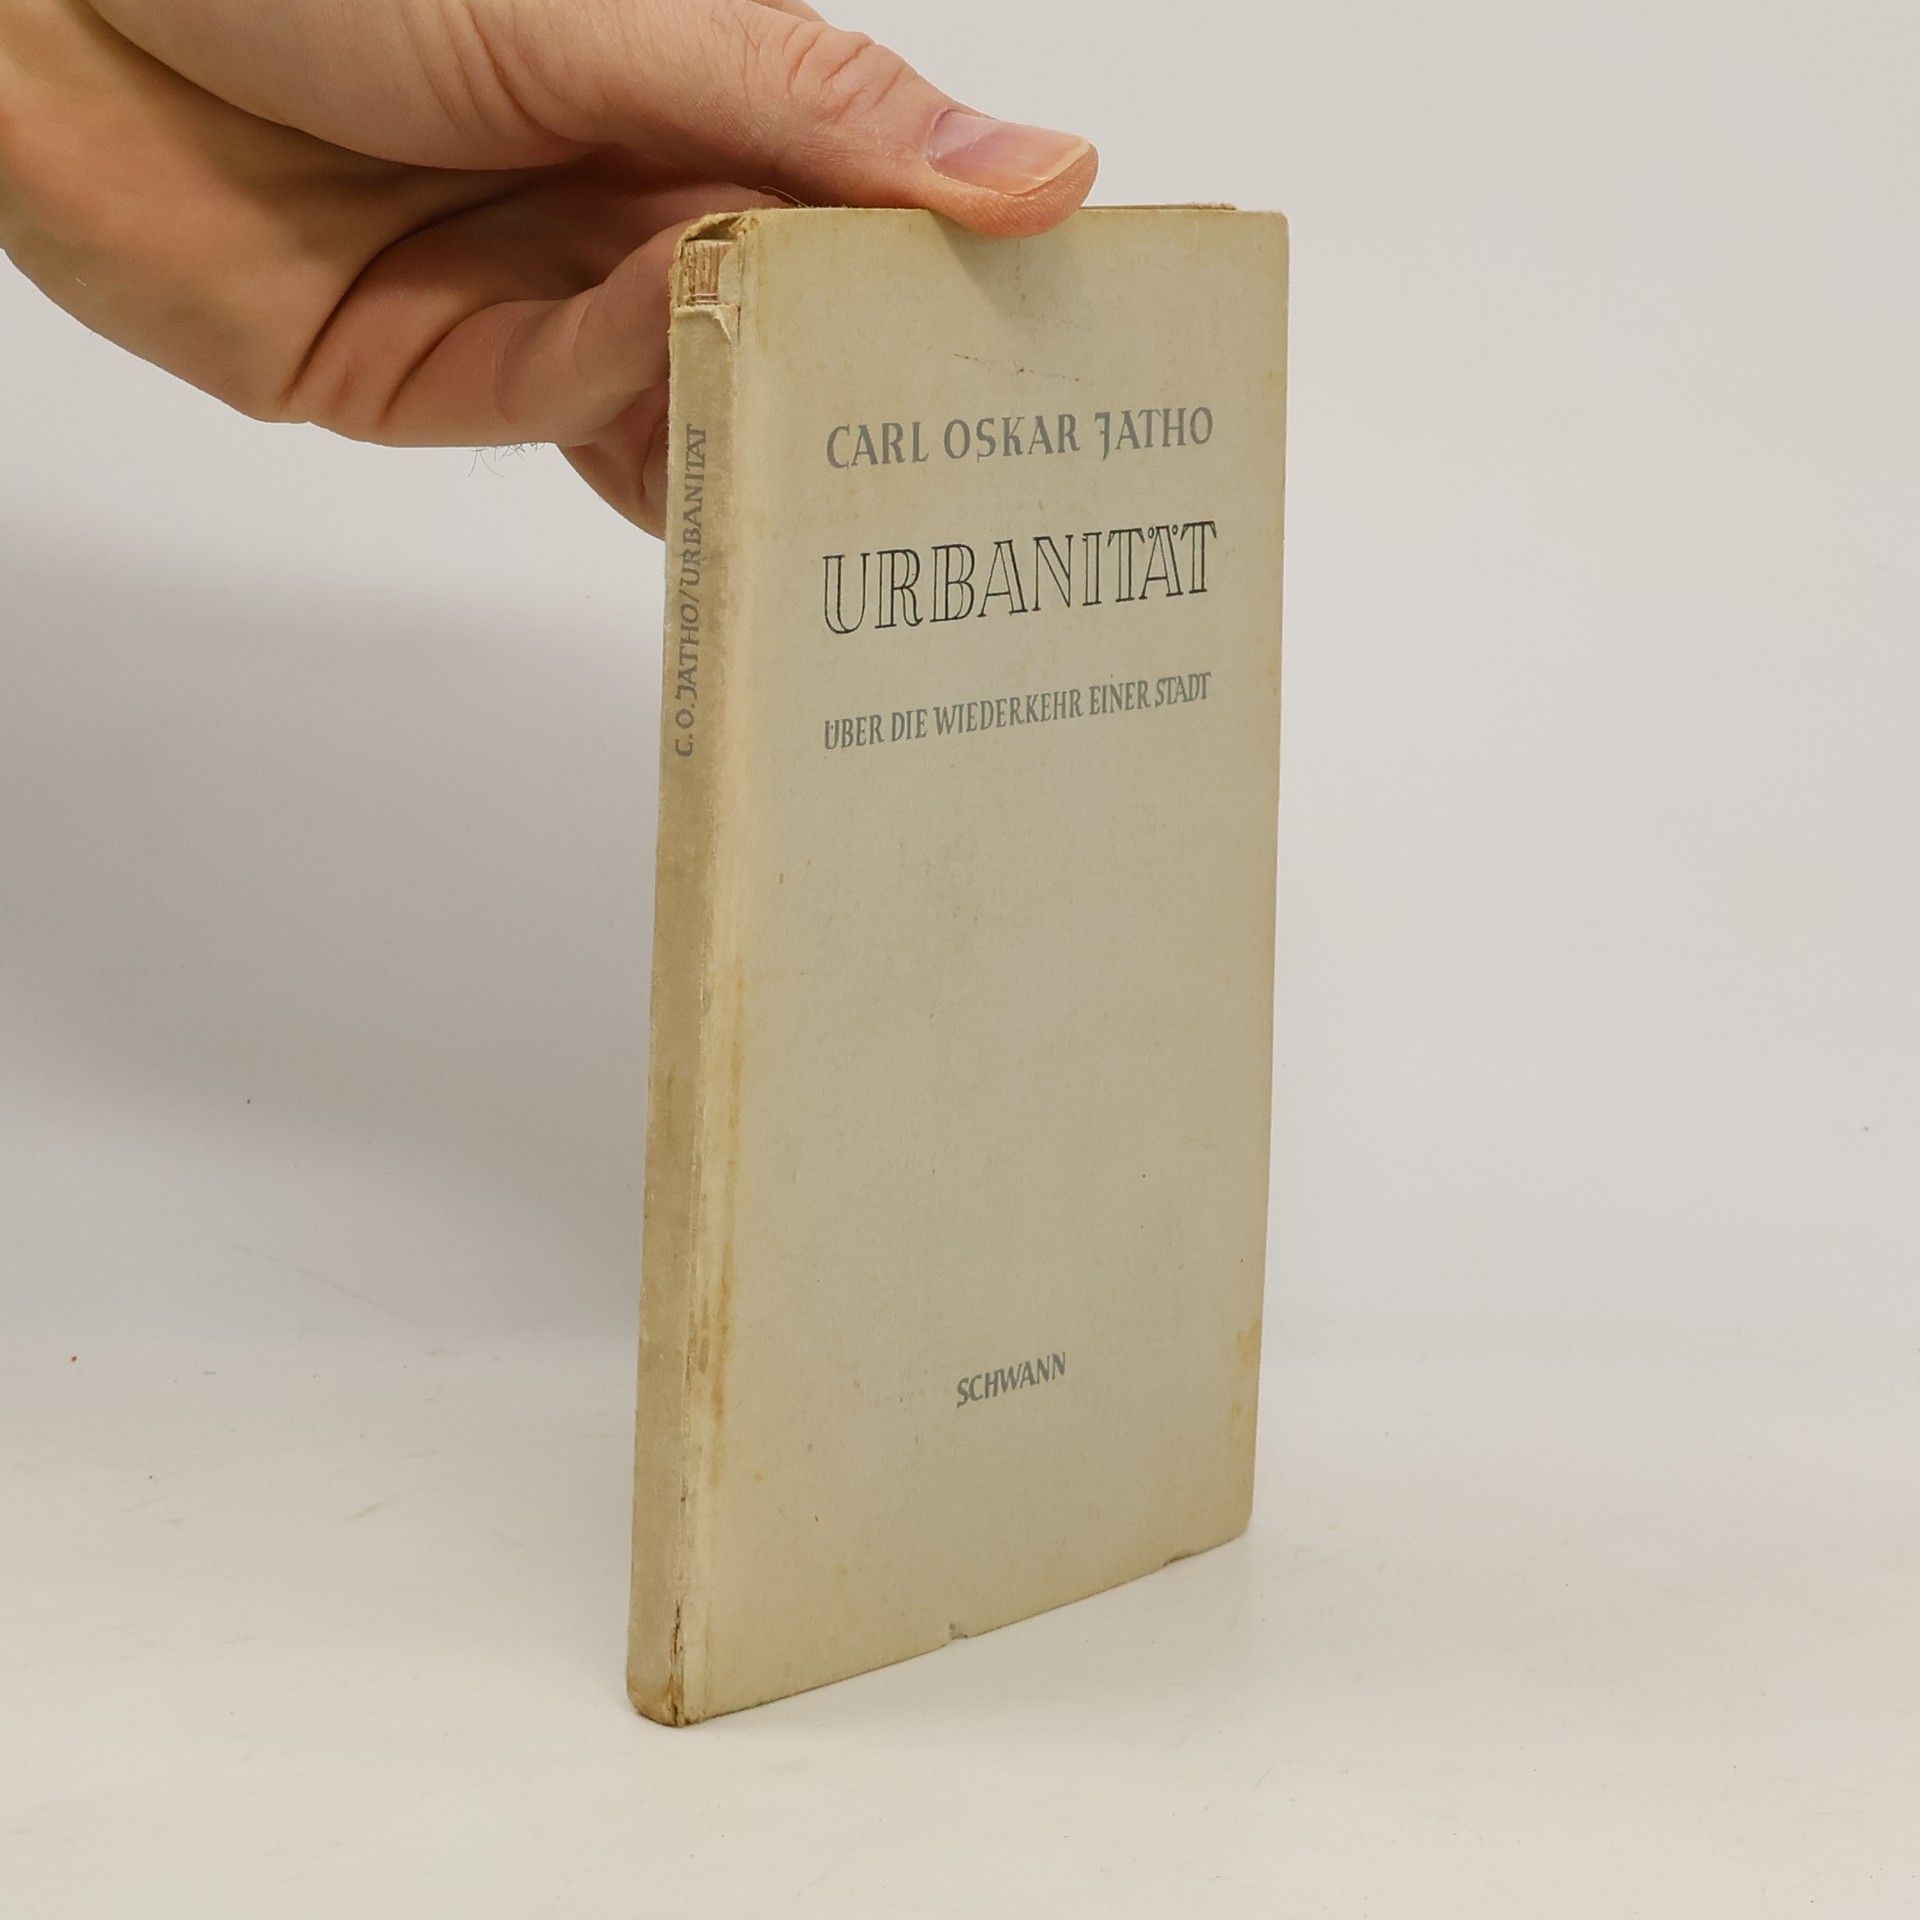 C. O. JATHO / URBANITÄT
CARL OSKAR JATHO
URBANITÄT
ÜBER DIE WIEDERKEHR EINER STADT
SCHWANN